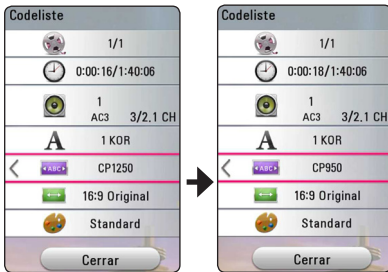 Codeliste
1/1
0:00:16/1:40:06
1
AC3 3/2.1 CH
A 1 KOR
ABC CP1250
16:9 Original
Standard
Cerrar
Codeliste
1/1
0:00:18/1:40:06
1
AC3 3/2.1 CH
A 1 KOR
ABC CP950
16:9 Original
Standard
Cerrar